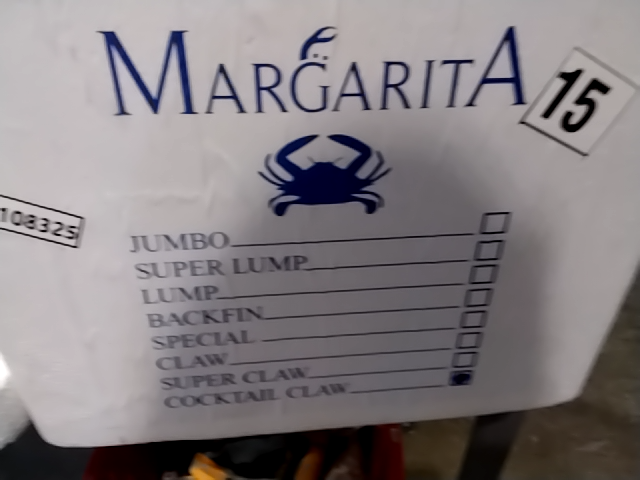 MARGARITA
15
108325
JUMBO
SUPER LUMP
LUMP
BACKFIN
SPECIAL
CLAW
SUPER CLAW
COCKTAIL CLAW